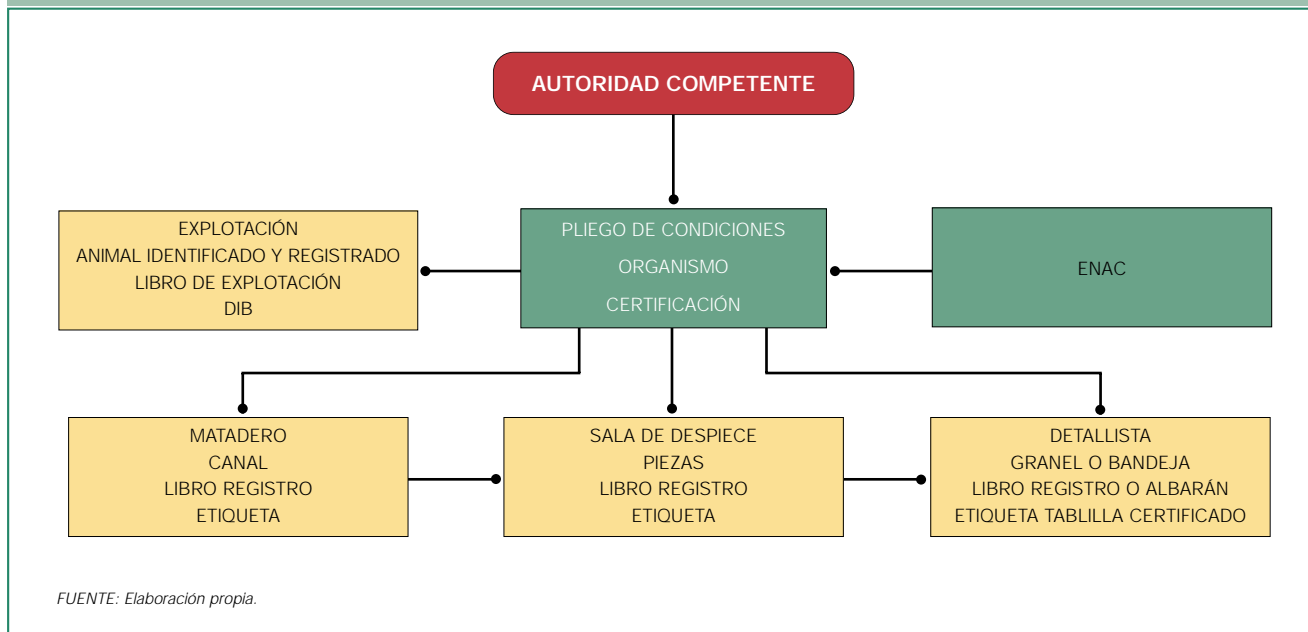 AUTORIDAD COMPETENTE
EXPLOTACIÓN
ANIMAL IDENTIFICADO Y REGISTRADO
LIBRO DE EXPLOTACIÓN
DIB
PLIEGO DE CONDICIONES
ORGANISMO
CERTIFICACIÓN
ENAC
MATADERO
CANAL
LIBRO REGISTRO
ETIQUETA
SALA DE DESPIECE
PIEZAS
LIBRO REGISTRO
ETIQUETA
DETALLISTA
GRANEL O BANDEJA
LIBRO REGISTRO O ALBARÁN
ETIQUETA TABLILLA CERTIFICADO
FUENTE: Elaboración propia.